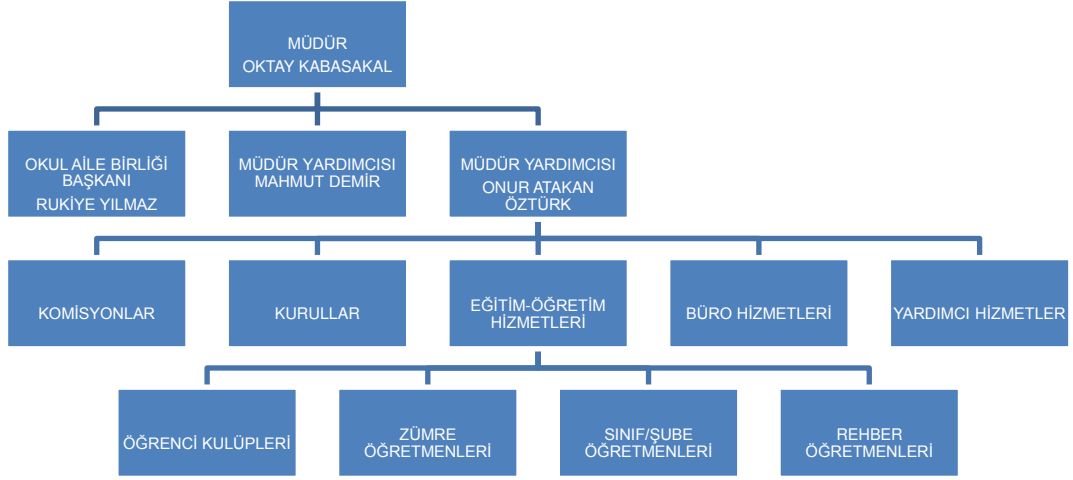 MÜDÜR
OKTAY KABASAKAL
OKUL AİLE BİRLİĞİ
BAŞKANI
RUKİYE YILMAZ
MÜDÜR YARDIMCISI
MAHMUT DEMİR
MÜDÜR YARDIMCISI
ONUR ATAKAN
ÖZTÜRK
KOMİSYONLAR
KURULLAR
EĞİTİM-ÖĞRETİM
HİZMETLERİ
BÜRO HİZMETLERİ
YARDIMCI HİZMETLER
ÖĞRENCİ KULÜPLERİ
ZÜMRE
ÖĞRETMENLERİ
SINIF/ŞUBE
ÖĞRETMENLERİ
REHBER
ÖĞRETMENLERİ